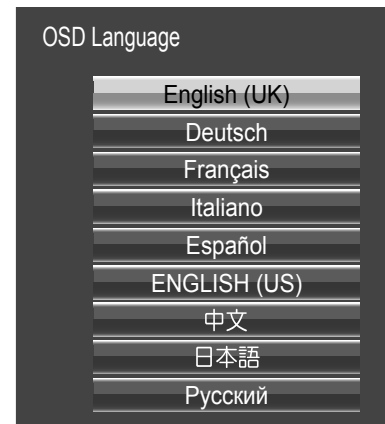 OSD Language
English (UK)
Deutsch
Français
Italiano
Español
ENGLISH (US)
中文
日本語
Русский